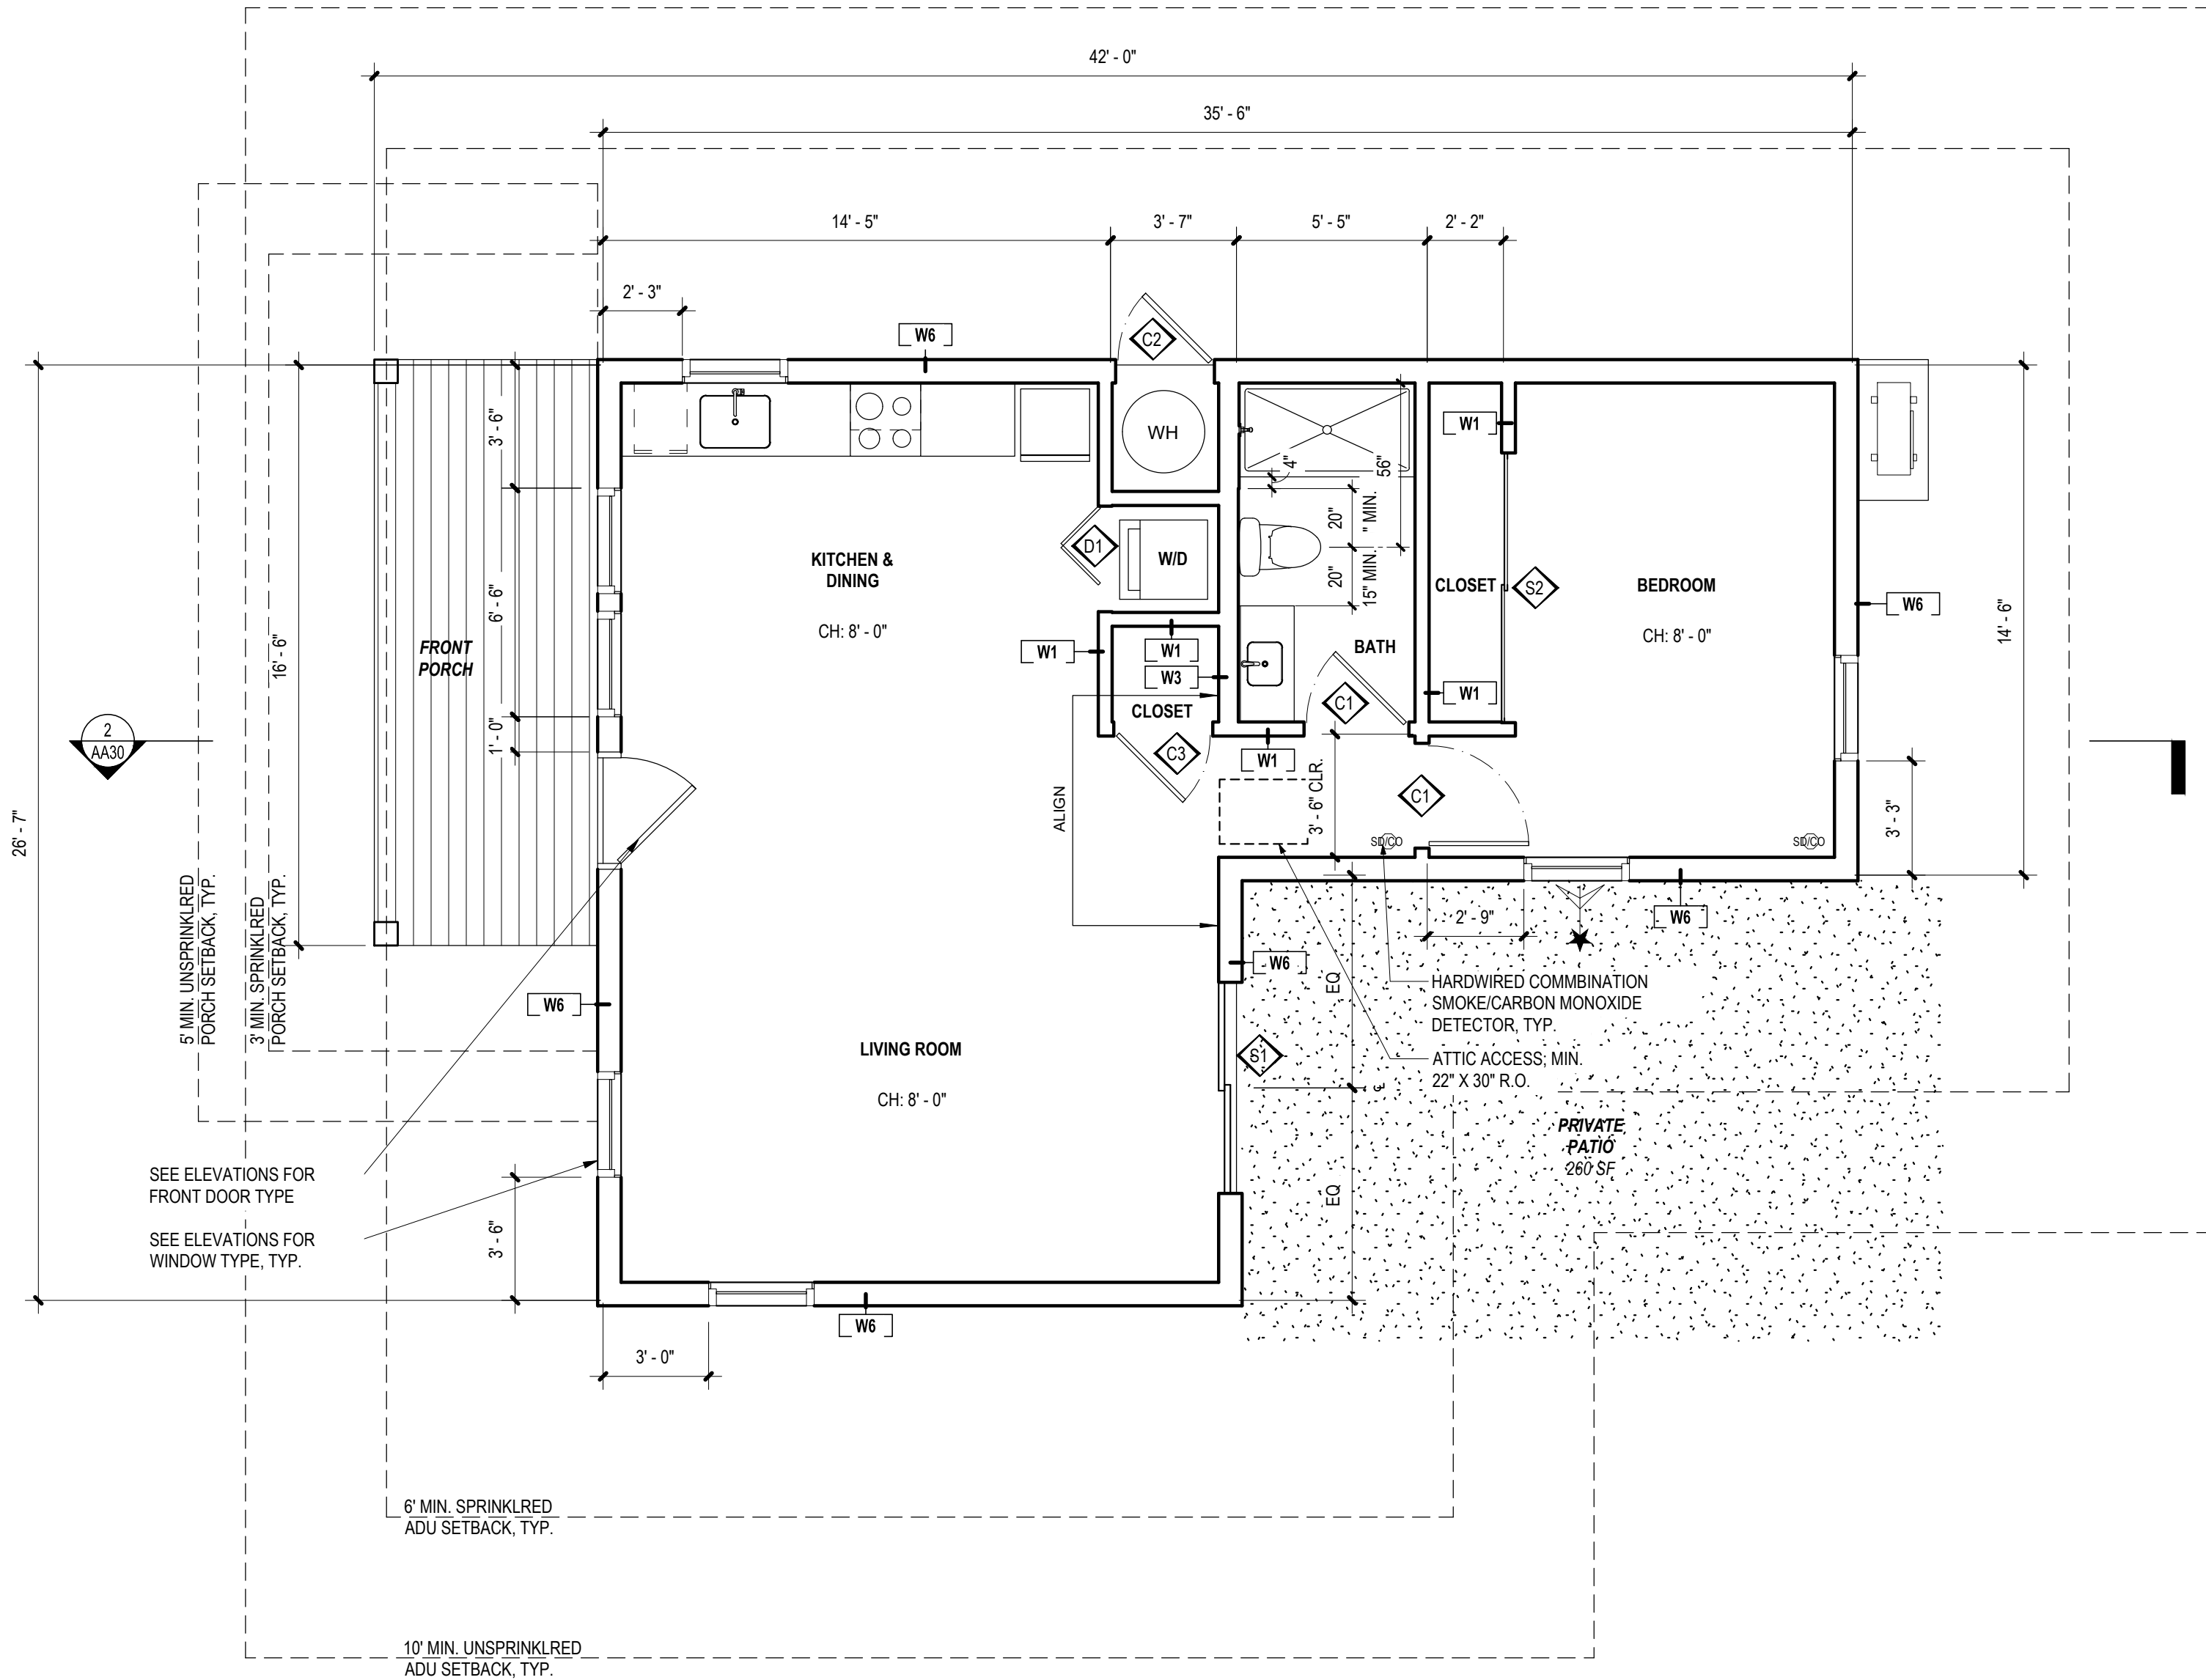 42' - 0"
35' - 6"
14' - 5"
3' - 7"
5' - 5"
2' - 2"
2' - 3"
W6
C2
WH
W1
3' - 6"
4"
56"
20"
" MIN.
D1
W/D
KITCHEN &
DINING
CH: 8' - 0"
20"
15" MIN.
CLOSET
S2
BEDROOM
CH: 8' - 0"
W6
14' - 6"
6' - 6"
16' - 6"
FRONT
PORCH
W1
W1
W3
BATH
W1
CLOSET
C1
2
AA30
1' - 0"
C3
W1
ALIGN
3' - 6" CLR.
C1
SD/CO
SD/CO
3' - 3"
26' - 7"
5' MIN. UNSPRINKLRED
PORCH SETBACK, TYP.
3' MIN. SPRINKLRED
PORCH SETBACK, TYP.
2' - 9"
W6
W6
EQ
HARDWIRED COMMBINATION
SMOKE/CARBON MONOXIDE
DETECTOR, TYP.
W6
LIVING ROOM
CH: 8' - 0"
S1
ATTIC ACCESS; MIN.
22" X 30" R.O.
PRIVATE
PATIO
260 SF
SEE ELEVATIONS FOR
FRONT DOOR TYPE
SEE ELEVATIONS FOR
WINDOW TYPE, TYP.
3' - 6"
EQ
W6
3' - 0"
6' MIN. SPRINKLRED
ADU SETBACK, TYP.
10' MIN. UNSPRINKLRED
ADU SETBACK, TYP.